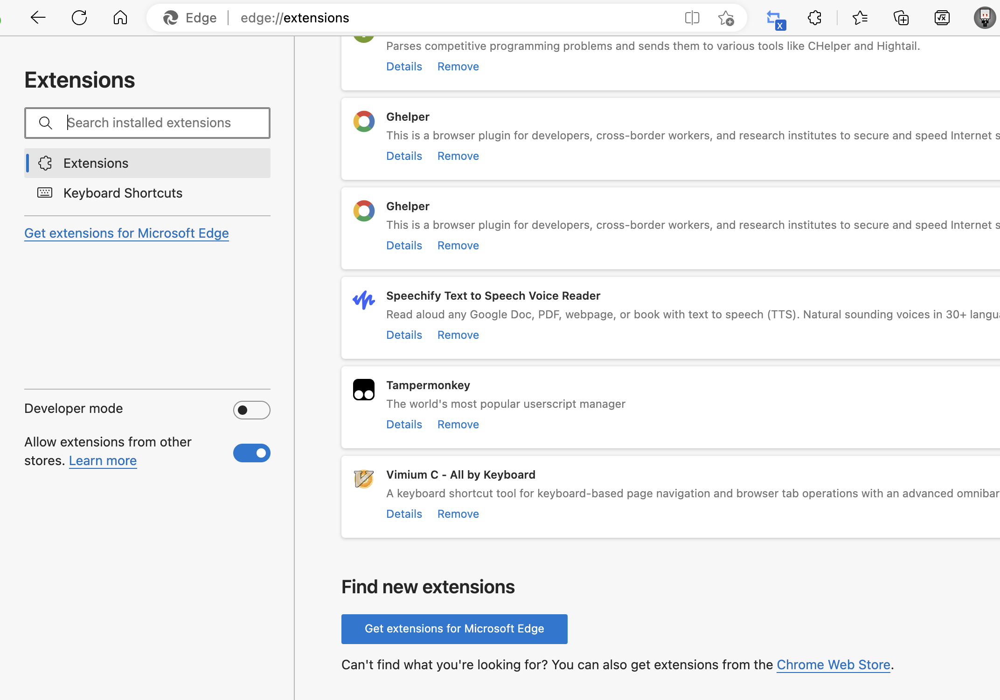 Edge
edge://extensions
Extensions
Search installed extensions
Extensions
Keyboard Shortcuts
Get extensions for Microsoft Edge
Developer mode
Allow extensions from other
stores. Learn more
Parses competitive programming problems and sends them to various tools like CHelper and Hightail.
Details Remove
Ghelper
This is a browser plugin for developers, cross-border workers, and research institutes to secure and speed Internet s
Details Remove
Ghelper
This is a browser plugin for developers, cross-border workers, and research institutes to secure and speed Internet s
Details Remove
Speechify Text to Speech Voice Reader
Read aloud any Google Doc, PDF, webpage, or book with text to speech (TTS). Natural sounding voices in 30+ langua
Details Remove
Tampermonkey
The world's most popular userscript manager
Details Remove
Vimium C - All by Keyboard
A keyboard shortcut tool for keyboard-based page navigation and browser tab operations with an advanced omnibar
Details Remove
Find new extensions
Get extensions for Microsoft Edge
Can't find what you're looking for? You can also get extensions from the Chrome Web Store.